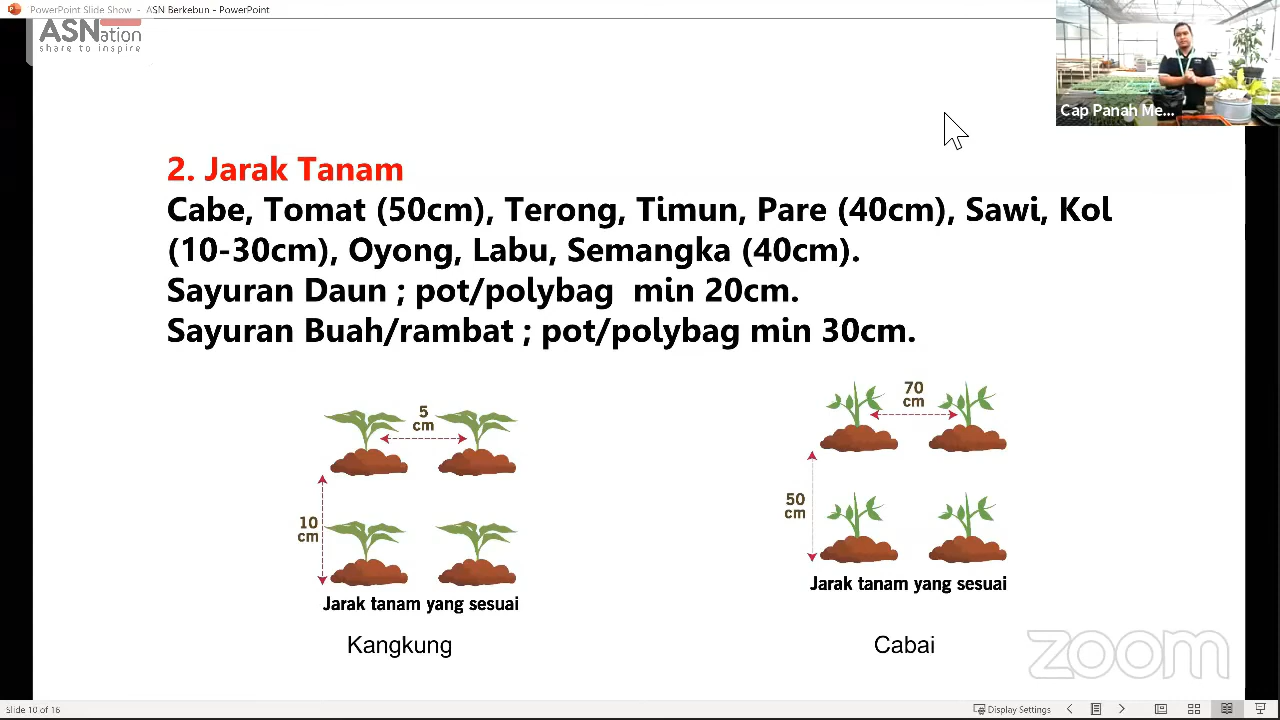 PowerPoint Slide Show - ASN Berkebun - PowerPoint
ASNation
share to inspire
Cap Panah Me...
2. Jarak Tanam
Cabe, Tomat (50cm), Terong, Timun, Pare (40cm), Sawi, Kol
(10-30cm), Oyong, Labu, Semangka (40cm).
Sayuran Daun ; pot/polybag min 20cm.
Sayuran Buah/rambat ; pot/polybag min 30cm.
5
cm
10
cm
Jarak tanam yang sesuai
Kangkung
70
cm
50
cm
Jarak tanam yang sesuai
Cabai
zoom
Slide 10 of 16
Display Settings